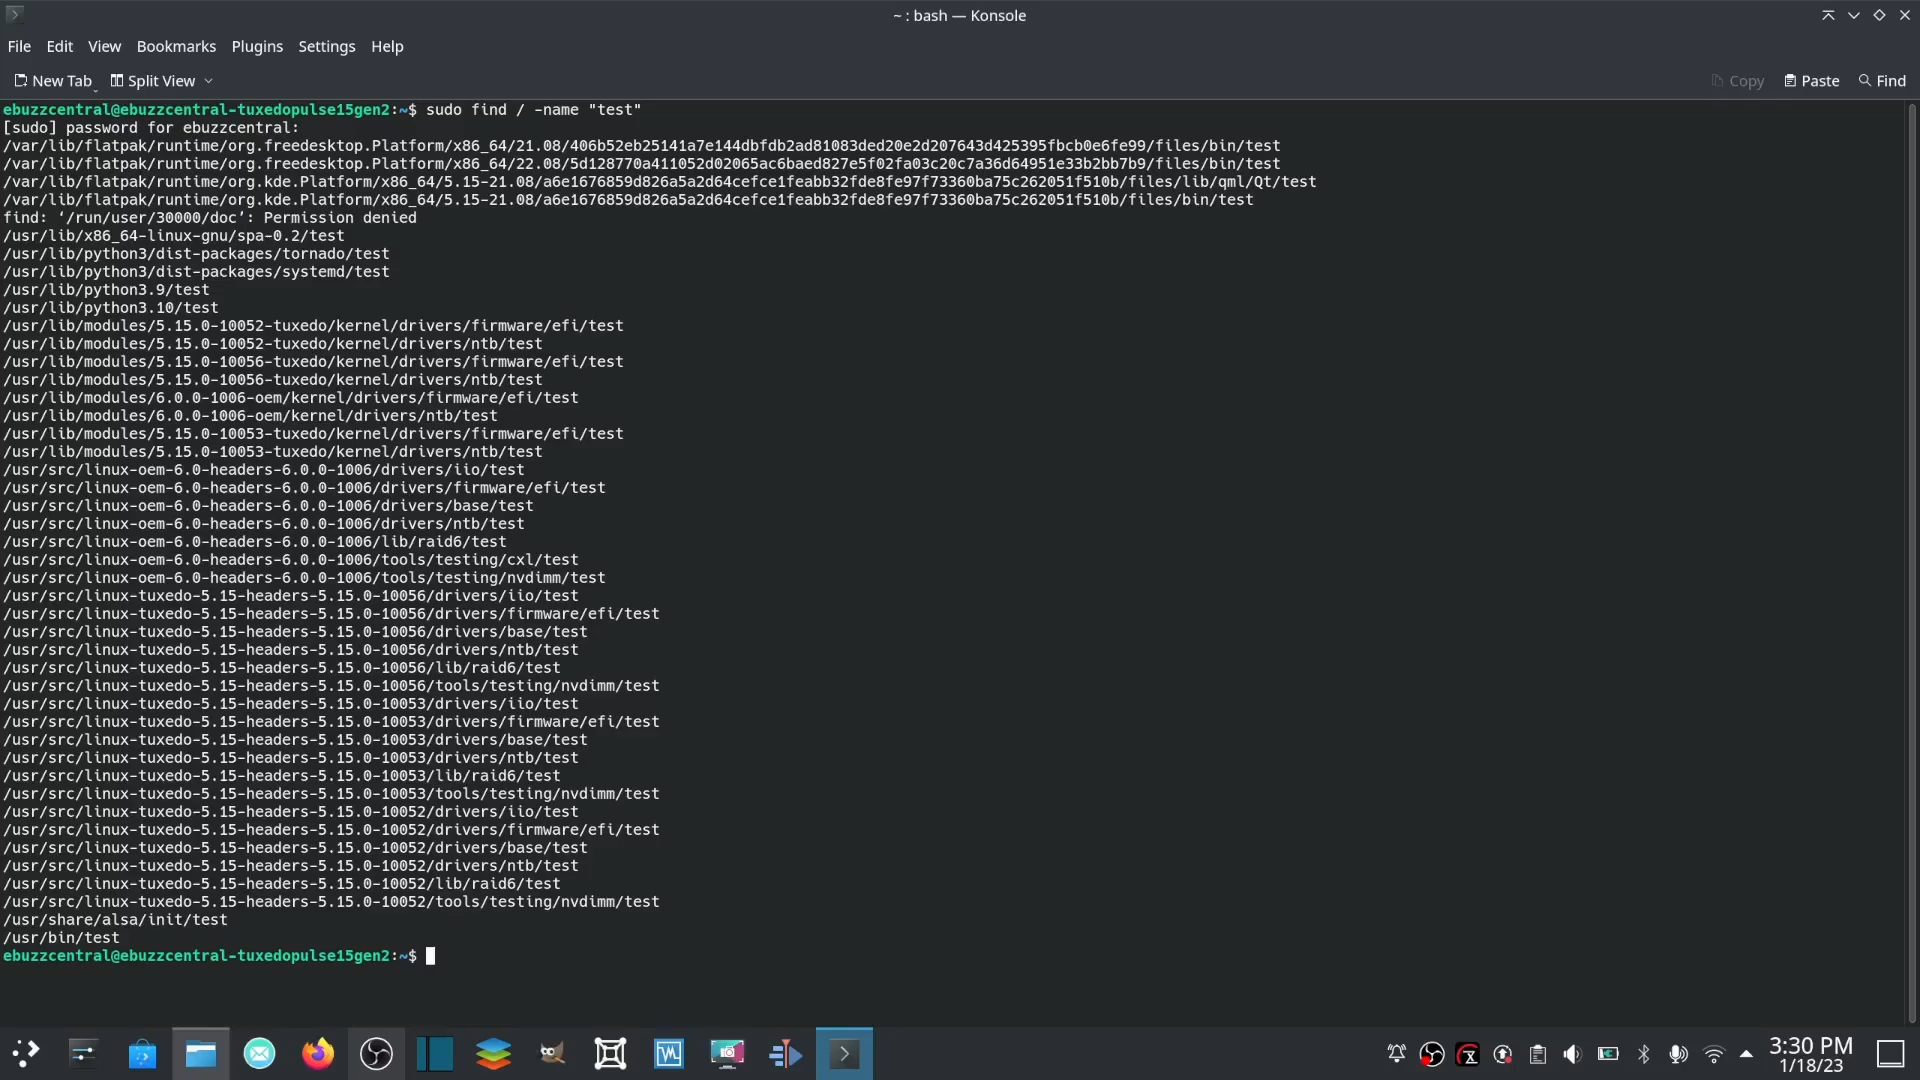 ~ : bash — Konsole
File Edit View Bookmarks Plugins Settings Help
New Tab Split View Copy Paste Find
ebuzzcentral@ebuzzcentral-tuxedopulse15gen2:~$ sudo find / -name "test"
[sudo] password for ebuzzcentral:
/var/lib/flatpak/runtime/org.freedesktop.Platform/x86_64/21.08/406b52eb25141a7e144dbfdb2ad81083ded20e2d207643d425395fbcb0e6fe99/files/bin/test
/var/lib/flatpak/runtime/org.freedesktop.Platform/x86_64/22.08/5d128770a411052d02065ac6baed827e5f02fa03c20c7a36d64951e33b2bb7b9/files/bin/test
/var/lib/flatpak/runtime/org.kde.Platform/x86_64/5.15-21.08/a6e1676859d826a5a2d64cefce1feabb32fde8fe97f73360ba75c262051f510b/files/lib/qml/Qt/test
/var/lib/flatpak/runtime/org.kde.Platform/x86_64/5.15-21.08/a6e1676859d826a5a2d64cefce1feabb32fde8fe97f73360ba75c262051f510b/files/bin/test
find: ‘/run/user/30000/doc’: Permission denied
/usr/lib/x86_64-linux-gnu/spa-0.2/test
/usr/lib/python3/dist-packages/tornado/test
/usr/lib/python3/dist-packages/systemd/test
/usr/lib/python3.9/test
/usr/lib/python3.10/test
/usr/lib/modules/5.15.0-10052-tuxedo/kernel/drivers/firmware/efi/test
/usr/lib/modules/5.15.0-10052-tuxedo/kernel/drivers/ntb/test
/usr/lib/modules/5.15.0-10056-tuxedo/kernel/drivers/firmware/efi/test
/usr/lib/modules/5.15.0-10056-tuxedo/kernel/drivers/ntb/test
/usr/lib/modules/6.0.0-1006-oem/kernel/drivers/firmware/efi/test
/usr/lib/modules/6.0.0-1006-oem/kernel/drivers/ntb/test
/usr/lib/modules/5.15.0-10053-tuxedo/kernel/drivers/firmware/efi/test
/usr/lib/modules/5.15.0-10053-tuxedo/kernel/drivers/ntb/test
/usr/src/linux-oem-6.0-headers-6.0.0-1006/drivers/iio/test
/usr/src/linux-oem-6.0-headers-6.0.0-1006/drivers/firmware/efi/test
/usr/src/linux-oem-6.0-headers-6.0.0-1006/drivers/base/test
/usr/src/linux-oem-6.0-headers-6.0.0-1006/drivers/ntb/test
/usr/src/linux-oem-6.0-headers-6.0.0-1006/lib/raid6/test
/usr/src/linux-oem-6.0-headers-6.0.0-1006/tools/testing/cxl/test
/usr/src/linux-oem-6.0-headers-6.0.0-1006/tools/testing/nvdimm/test
/usr/src/linux-tuxedo-5.15-headers-5.15.0-10056/drivers/iio/test
/usr/src/linux-tuxedo-5.15-headers-5.15.0-10056/drivers/firmware/efi/test
/usr/src/linux-tuxedo-5.15-headers-5.15.0-10056/drivers/base/test
/usr/src/linux-tuxedo-5.15-headers-5.15.0-10056/drivers/ntb/test
/usr/src/linux-tuxedo-5.15-headers-5.15.0-10056/lib/raid6/test
/usr/src/linux-tuxedo-5.15-headers-5.15.0-10056/tools/testing/nvdimm/test
/usr/src/linux-tuxedo-5.15-headers-5.15.0-10053/drivers/iio/test
/usr/src/linux-tuxedo-5.15-headers-5.15.0-10053/drivers/firmware/efi/test
/usr/src/linux-tuxedo-5.15-headers-5.15.0-10053/drivers/base/test
/usr/src/linux-tuxedo-5.15-headers-5.15.0-10053/drivers/ntb/test
/usr/src/linux-tuxedo-5.15-headers-5.15.0-10053/lib/raid6/test
/usr/src/linux-tuxedo-5.15-headers-5.15.0-10053/tools/testing/nvdimm/test
/usr/src/linux-tuxedo-5.15-headers-5.15.0-10052/drivers/iio/test
/usr/src/linux-tuxedo-5.15-headers-5.15.0-10052/drivers/firmware/efi/test
/usr/src/linux-tuxedo-5.15-headers-5.15.0-10052/drivers/base/test
/usr/src/linux-tuxedo-5.15-headers-5.15.0-10052/drivers/ntb/test
/usr/src/linux-tuxedo-5.15-headers-5.15.0-10052/lib/raid6/test
/usr/src/linux-tuxedo-5.15-headers-5.15.0-10052/tools/testing/nvdimm/test
/usr/share/alsa/init/test
/usr/bin/test
ebuzzcentral@ebuzzcentral-tuxedopulse15gen2:~$
3:30 PM
1/18/23